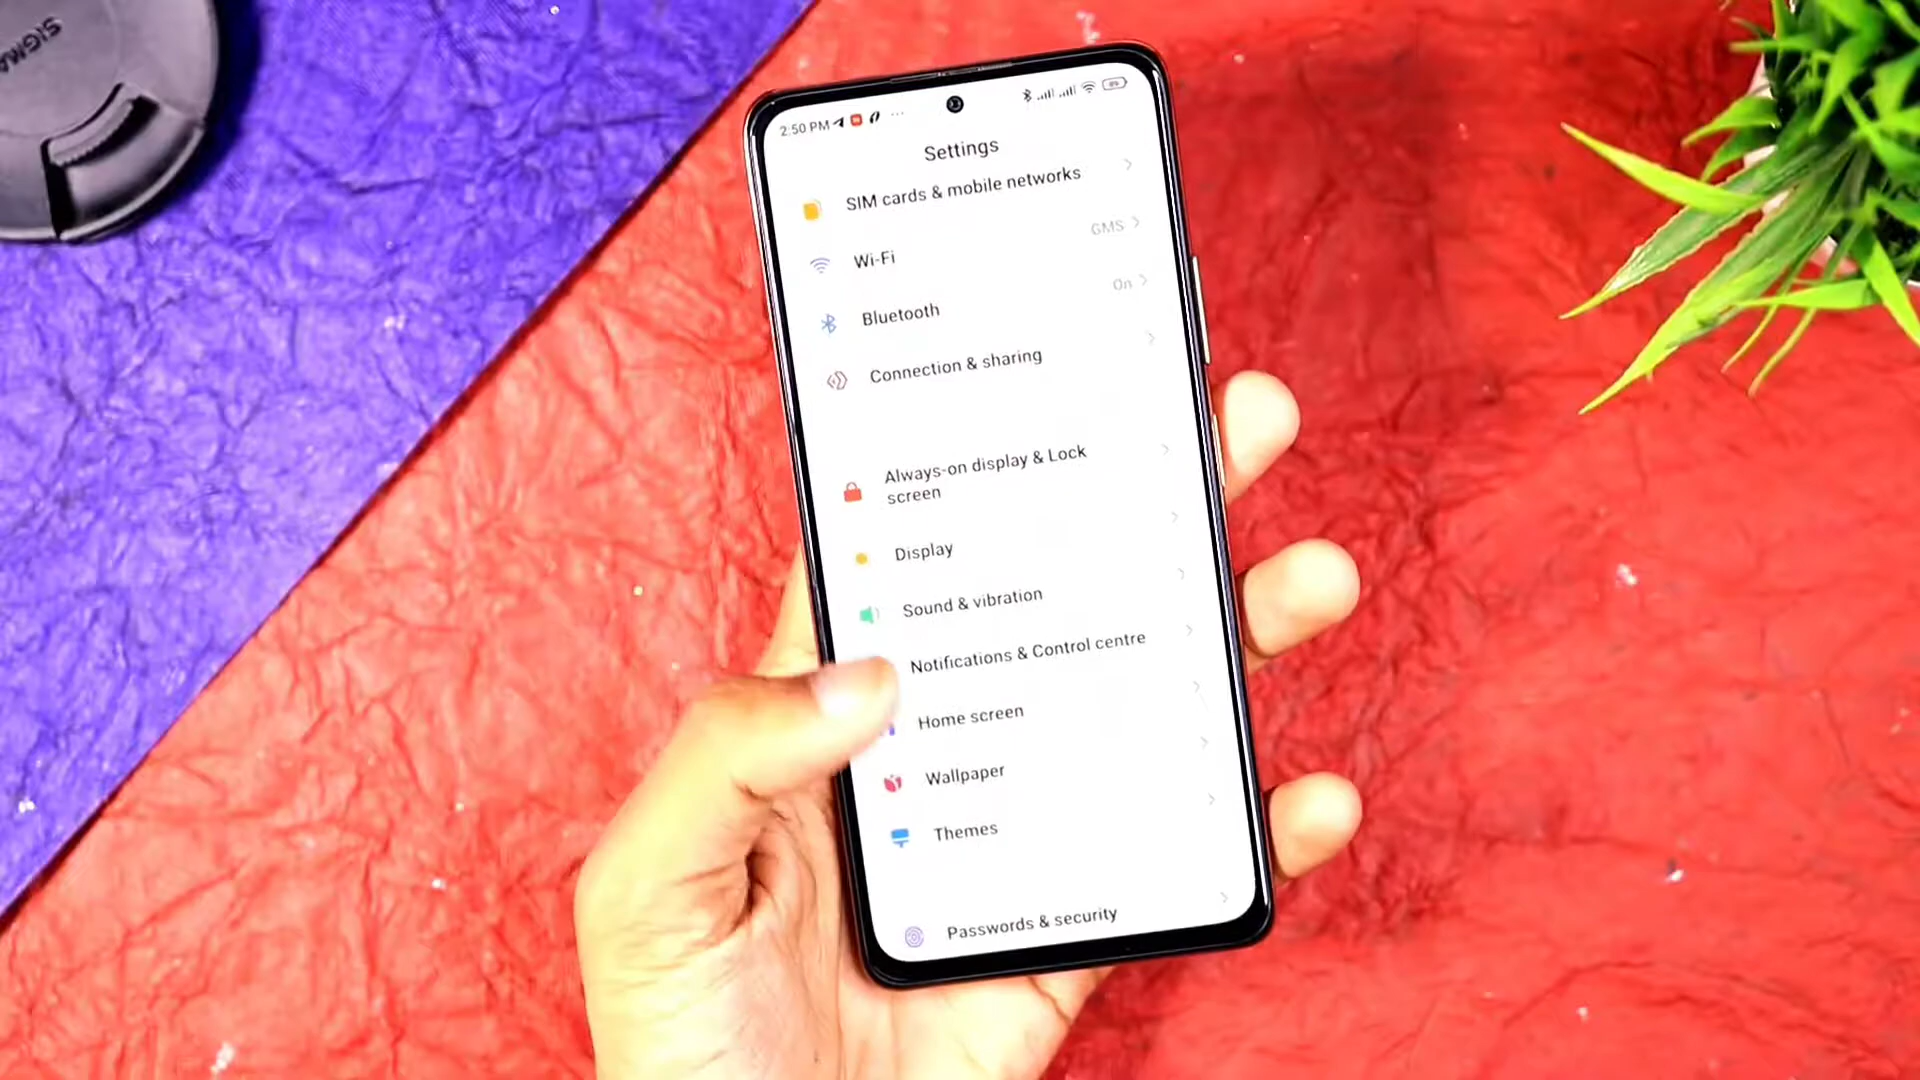 SIGMA
2:50 PM
Settings
SIM cards & mobile networks
Wi-Fi GMS
Bluetooth On
Connection & sharing
Always-on display & Lock
screen
Display
Sound & vibration
Notifications & Control centre
Home screen
Wallpaper
Themes
Passwords & security